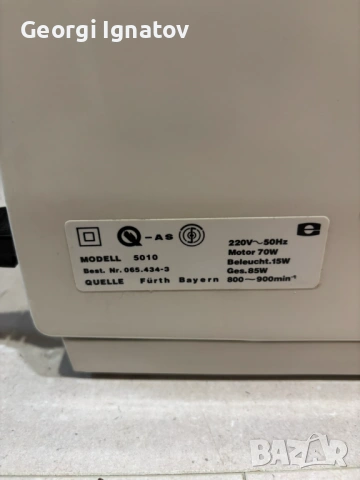 Georgi Ignatov
Q-AS
220V~50Hz
Motor 70W
MODELL 5010
Beleucht.15W
Best. Nr.065.434-3
Ges.85W
QUELLE Fürth Bayern
800-900min⁻¹
e
BAZAR